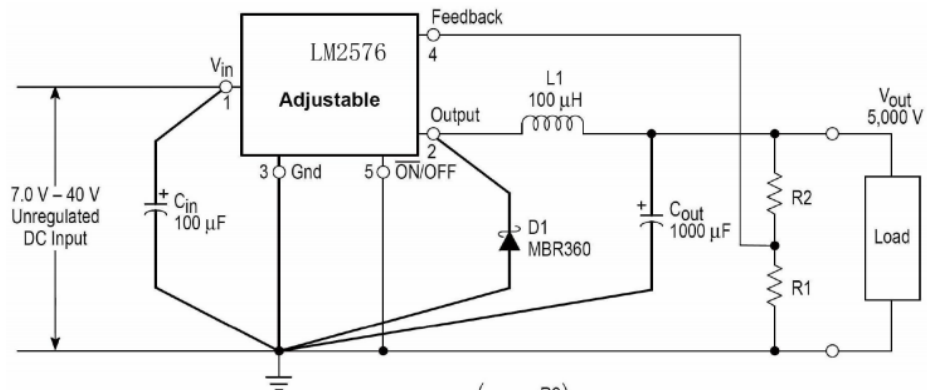 Feedback
4
LM2576
Adjustable
Vin
1
Output
2
L1
100 μH
Vout
5,000 V
3 Gnd
5 ON/OFF
7.0 V – 40 V
Unregulated
DC Input
+
Cin
100 μF
D1
MBR360
+
Cout
1000 μF
R2
R1
Load